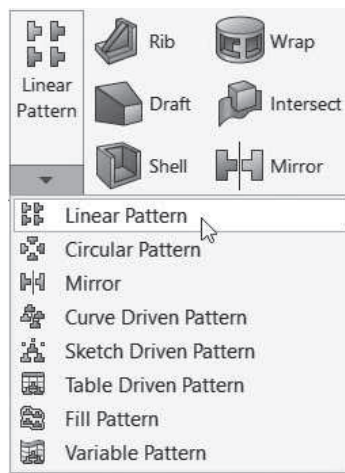 Linear
Pattern
Rib
Wrap
Draft
Intersect
Shell
Mirror
Linear Pattern
Circular Pattern
Mirror
Curve Driven Pattern
Sketch Driven Pattern
Table Driven Pattern
Fill Pattern
Variable Pattern